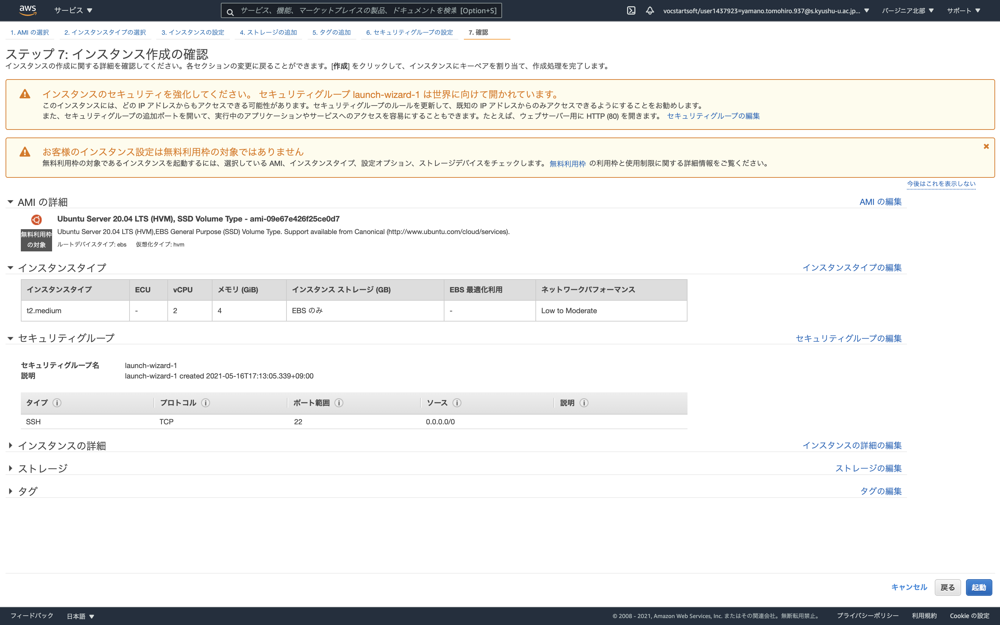 aws
サービス
サービス、機能、マーケットプレイスの製品、ドキュメントを検索 [Option+S]
vocstartsoft/user1437923=yamano.tomohiro.937@s.kyushu-u.ac.jp...
バージニア北部
サポート
1. AMI の選択
2. インスタンスタイプの選択
3. インスタンスの設定
4. ストレージの追加
5. タグの追加
6. セキュリティグループの設定
7. 確認
ステップ 7: インスタンス作成の確認
インスタンスの作成に関する詳細を確認してください。各セクションの変更に戻ることができます。[作成] をクリックして、インスタンスにキーペアを割り当て、作成処理を完了します。
インスタンスのセキュリティを強化してください。 セキュリティグループ launch-wizard-1 は世界に向けて開かれています。
このインスタンスには、どの IP アドレスからもアクセスできる可能性があります。セキュリティグループのルールを更新して、既知の IP アドレスからのみアクセスできるようにすることをお勧めします。
また、セキュリティグループの追加ポートを開いて、実行中のアプリケーションやサービスへのアクセスを容易にすることもできます。たとえば、ウェブサーバー用に HTTP (80) を開きます。 セキュリティグループの編集
お客様のインスタンス設定は無料利用枠の対象ではありません
無料利用枠の対象であるインスタンスを起動するには、選択している AMI、インスタンスタイプ、設定オプション、ストレージデバイスをチェックします。 無料利用枠 の利用枠と使用制限に関する詳細情報をご覧ください。
今後はこれを表示しない
AMI の詳細
AMI の編集
Ubuntu Server 20.04 LTS (HVM), SSD Volume Type - ami-09e67e426f25ce0d7
無料利用枠の対象
Ubuntu Server 20.04 LTS (HVM),EBS General Purpose (SSD) Volume Type. Support available from Canonical (http://www.ubuntu.com/cloud/services).
ルートデバイスタイプ: ebs 仮想化タイプ: hvm
インスタンスタイプ
インスタンスタイプの編集
インスタンスタイプ ECU vCPU メモリ (GiB) インスタンス ストレージ (GB) EBS 最適化利用 ネットワークパフォーマンス
t2.medium - 2 4 EBS のみ - Low to Moderate
セキュリティグループ
セキュリティグループの編集
セキュリティグループ名 launch-wizard-1
説明 launch-wizard-1 created 2021-05-16T17:13:05.339+09:00
タイプ プロトコル ポート範囲 ソース 説明
SSH TCP 22 0.0.0.0/0
インスタンスの詳細
インスタンスの詳細の編集
ストレージ
ストレージの編集
タグ
タグの編集
キャンセル
戻る
起動
フィードバック
日本語
© 2008 - 2021, Amazon Web Services, Inc. またはその関連会社。無断転用禁止。
プライバシーポリシー
利用規約
Cookie の設定